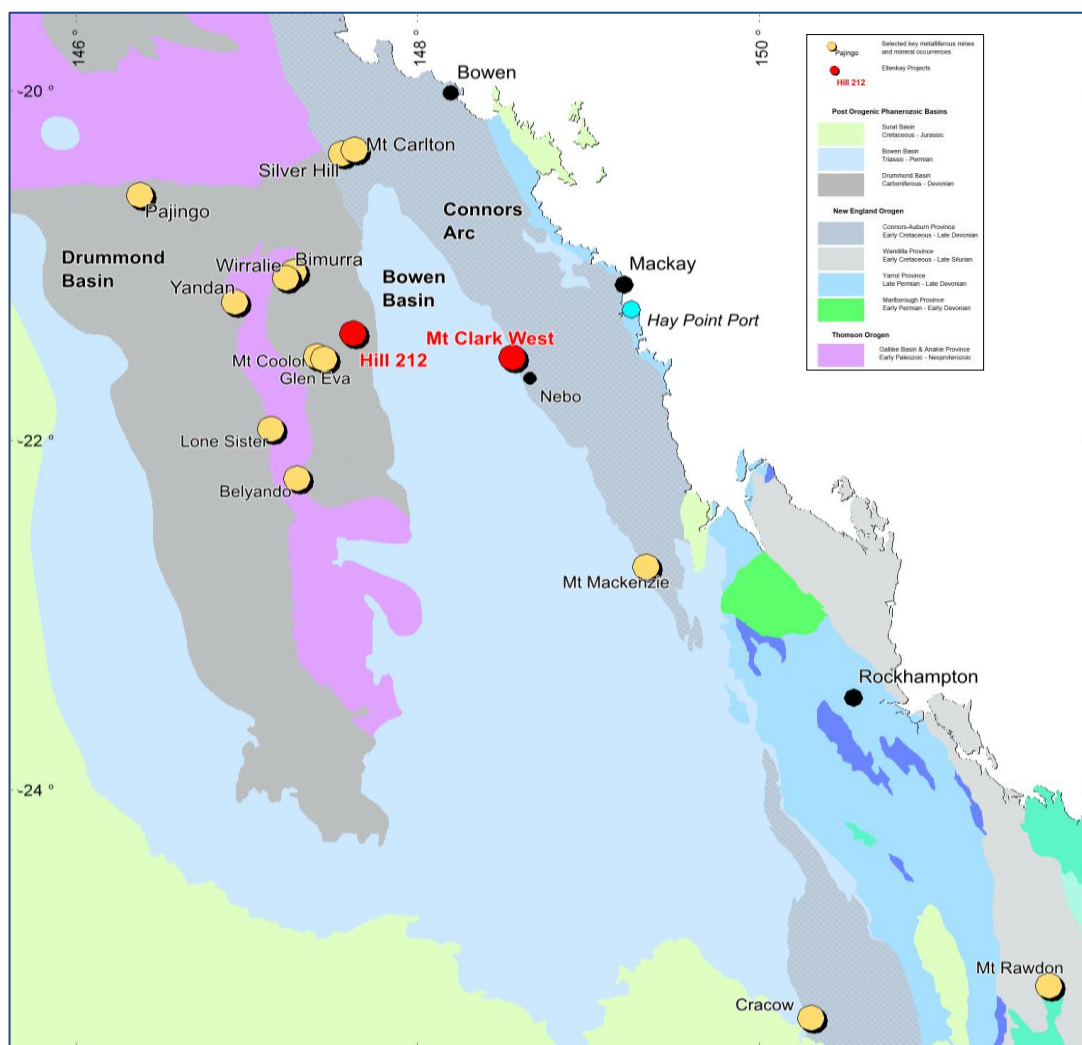 146
148
150
-20 °
-22 °
-24 °
Bowen
Mt Carlton
Silver Hill
Pajingo
Connors
Arc
Drummond
Basin
Wirralie
Bimurra
Yandan
Bowen
Basin
Mackay
Hay Point Port
Mt Clark West
Hill 212
Mt Coolon
Glen Eva
Nebo
Lone Sister
Belyando
Mt Mackenzie
Rockhampton
Mt Rawdon
Cracow
Pajingo
Selected key metalliferous mines
and mineral occurrences
Hill 212
Ellenkay Projects
Post Orogenic Phanerozoic Basins
Surat Basin
Cretaceous - Jurassic
Bowen Basin
Triassic - Permian
Drummond Basin
Carboniferous - Devonian
New England Orogen
Connors-Auburn Province
Early Cretaceous - Late Devonian
Wandilla Province
Early Cretaceous - Late Silurian
Yarrol Province
Late Permian - Late Devonian
Marlborough Province
Early Permian - Early Devonian
Thomson Orogen
Galilee Basin & Anakie Province
Early Paleozoic - Neoproterozoic